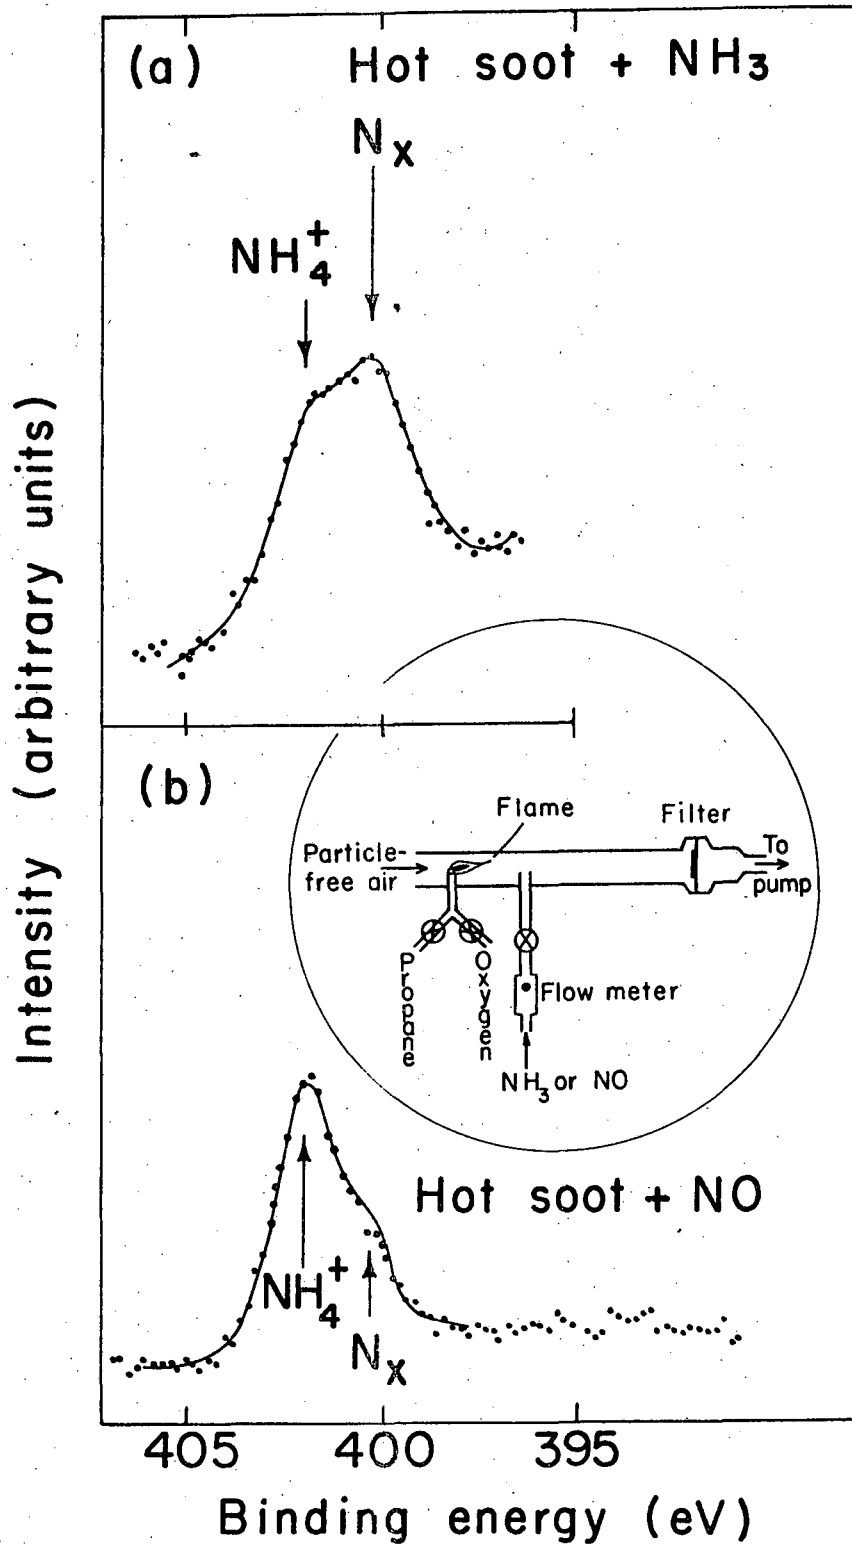 (a) Hot soot + NH₃
Nₓ
NH₄⁺
Intensity (arbitrary units)
(b)
Flame
Filter
Particle-
free air
To
pump
Propane
Oxygen
Flow meter
NH₃ or NO
Hot soot + NO
NH₄⁺
Nₓ
405 400 395
Binding energy (eV)